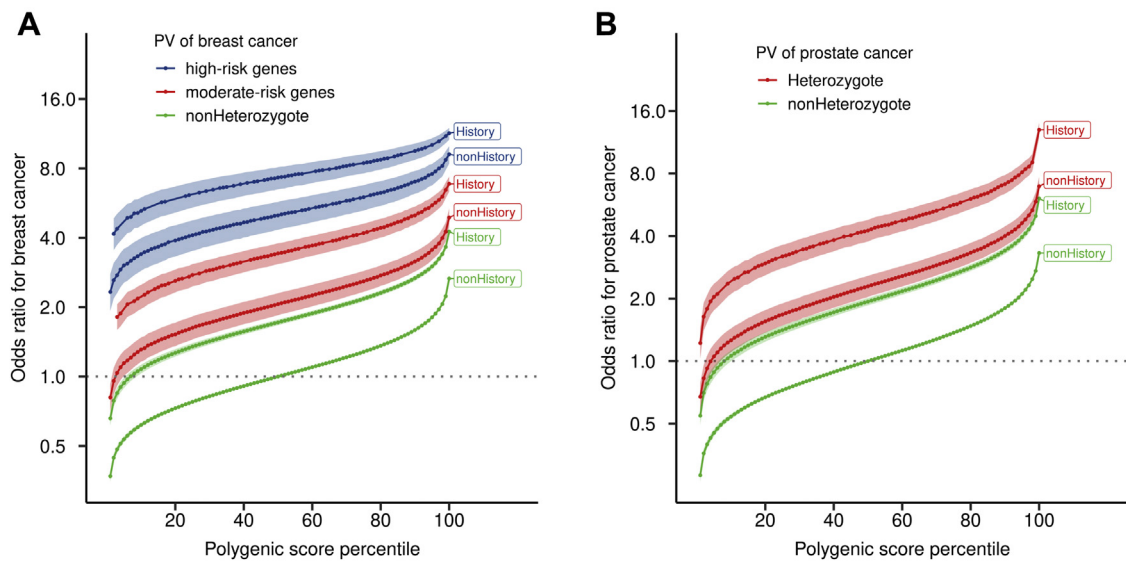 A
PV of breast cancer
high-risk genes
moderate-risk genes
nonHeterozygote
Odds ratio for breast cancer
16.0
8.0
4.0
2.0
1.0
0.5
History
nonHistory
History
nonHistory
History
nonHistory
20 40 60 80 100
Polygenic score percentile
B
PV of prostate cancer
Heterozygote
nonHeterozygote
Odds ratio for prostate cancer
16.0
8.0
4.0
2.0
1.0
0.5
History
nonHistory
History
nonHistory
20 40 60 80 100
Polygenic score percentile